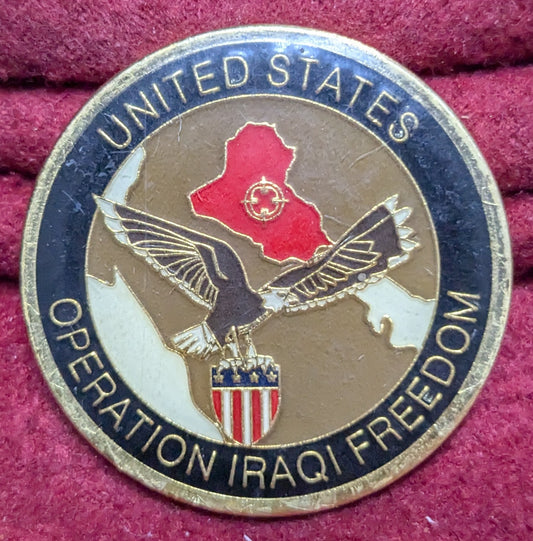 UNITED STATES
OPERATION IRAQI FREEDOM